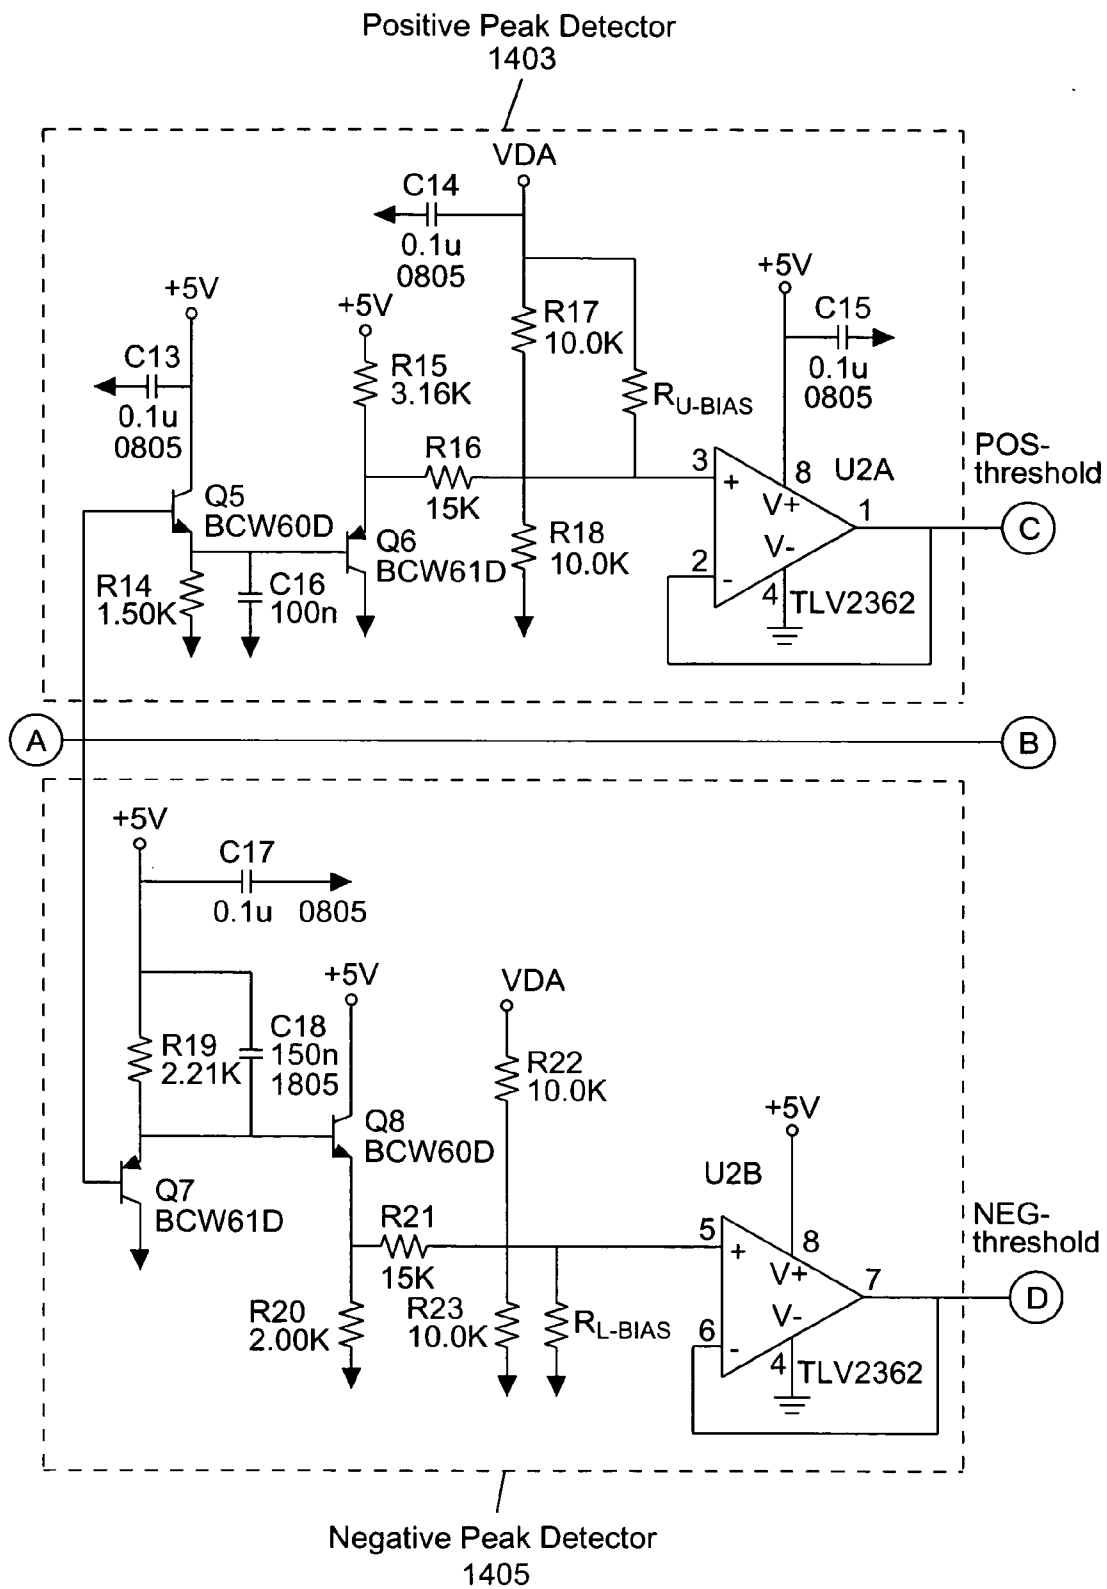 Positive Peak Detector
1403
VDA
C14
0.1u
0805
+5V
+5V
+5V
C13
0.1u
0805
R15
3.16K
R17
10.0K
C15
0.1u
0805
RU-BIAS
R16
15K
Q5
BCW60D
Q6
BCW61D
R18
10.0K
R14
1.50K
C16
100n
3
+
2
-
8
V+
V-
4
U2A
1
TLV2362
POS-
threshold
C
A
B
+5V
C17
0.1u 0805
+5V
VDA
R19
2.21K
C18
150n
1805
R22
10.0K
+5V
Q8
BCW60D
Q7
BCW61D
R21
15K
R20
2.00K
R23
10.0K
RL-BIAS
U2B
5
+
6
-
8
V+
V-
4
7
TLV2362
NEG-
threshold
D
Negative Peak Detector
1405